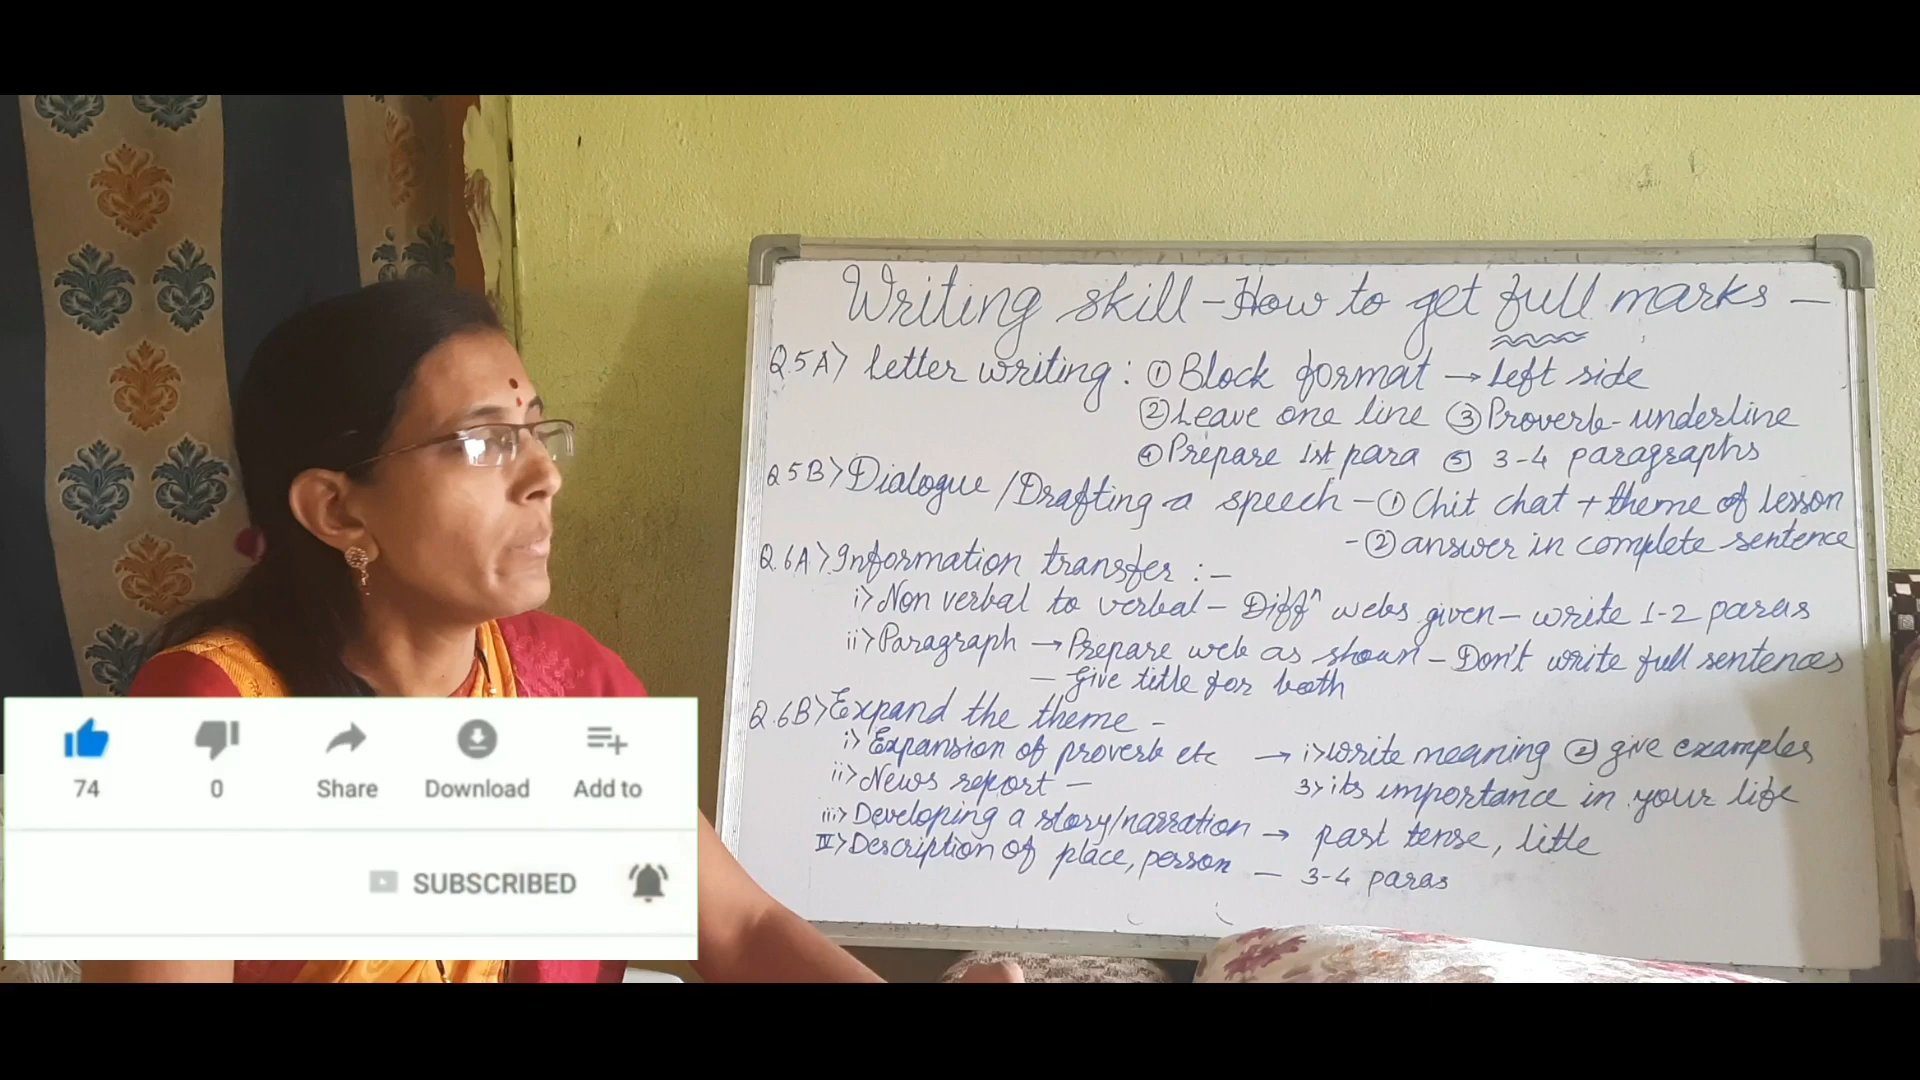 Writing skill - How to get full marks -
Q.5A> Letter writing : ① Block format → Left side
② Leave one line ③ Proverb - underline
④ Prepare 1st para ⑤ 3-4 paragraphs
Q.5B> Dialogue / Drafting a speech - ① Chit chat + theme of lesson
- ② answer in complete sentence
Q.6A> Information transfer :-
i> Non verbal to verbal - Diffⁿ webs given - write 1-2 paras
ii> Paragraph → Prepare web as shown - Don't write full sentences
- Give title for both
Q.6B> Expand the theme -
i> Expansion of proverb etc → i> Write meaning ② give examples
ii> News report - 3> its importance in your life
iii> Developing a story/narration → past tense, title
IV> Description of place, person - 3-4 paras
74 0 Share Download Add to
SUBSCRIBED